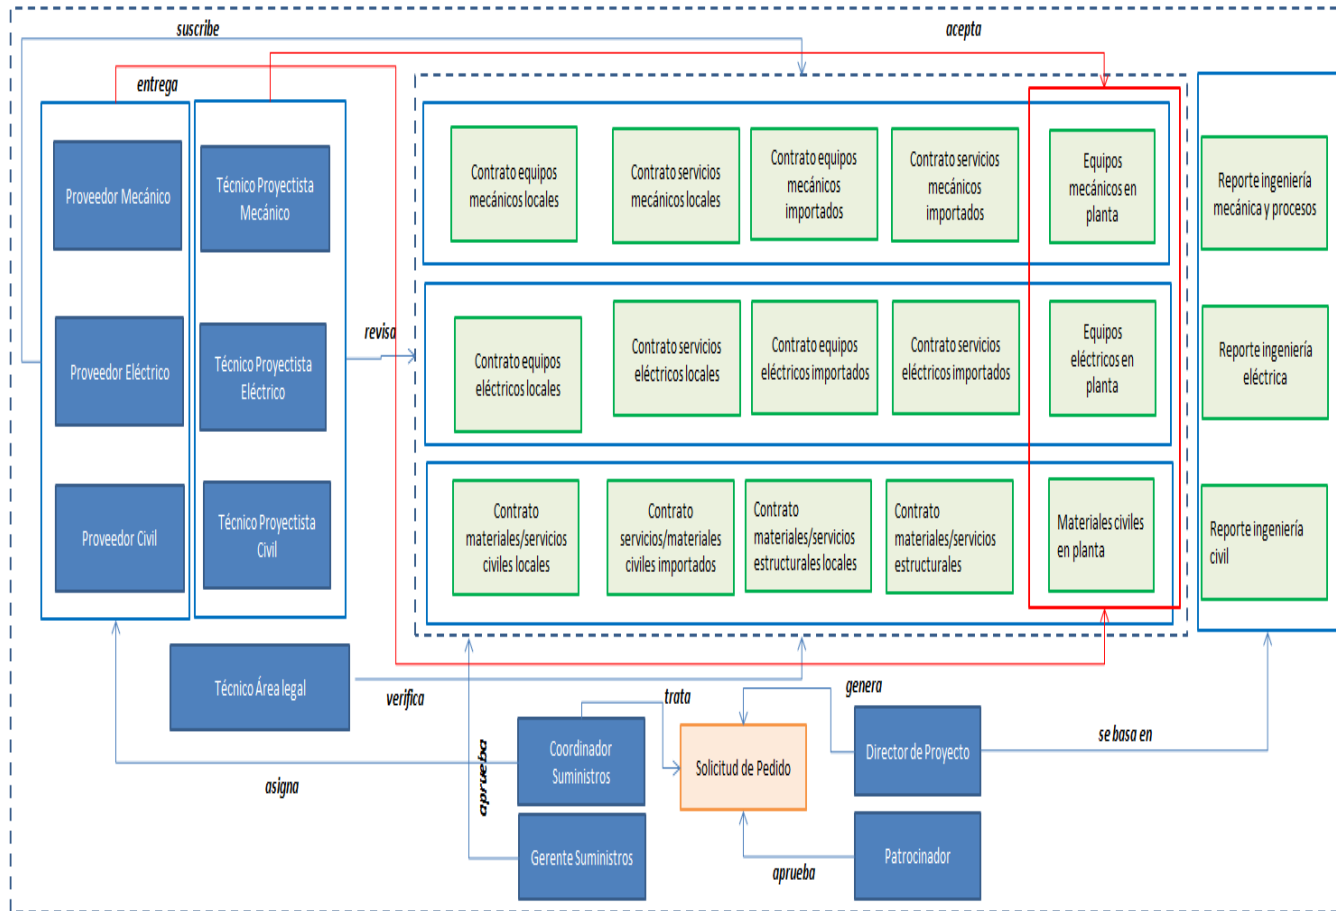 suscribe
acepta
entrega
Proveedor Mecánico
Técnico Proyectista
Mecánico
Contrato equipos
mecánicos locales
Contrato servicios
mecánicos locales
Contrato equipos
mecánicos
importados
Contrato servicios
mecánicos
importados
Equipos
mecánicos en
planta
Reporte ingeniería
mecánica y procesos
Proveedor Eléctrico
Técnico Proyectista
Eléctrico
revisa
Contrato equipos
eléctricos locales
Contrato servicios
eléctricos locales
Contrato equipos
eléctricos importados
Contrato servicios
eléctricos importados
Equipos
eléctricos en
planta
Reporte ingeniería
eléctrica
Proveedor Civil
Técnico Proyectista
Civil
Contrato
materiales/servicios
civiles locales
Contrato
servicios/materiales
civiles importados
Contrato
materiales/servicios
estructurales locales
Contrato
materiales/servicios
estructurales
Materiales civiles
en planta
Reporte ingeniería
civil
Técnico Área legal
verifica
trata
genera
aprueba
Coordinador
Suministros
Solicitud de Pedido
Director de Proyecto
se basa en
asigna
Gerente Suministros
aprueba
Patrocinador